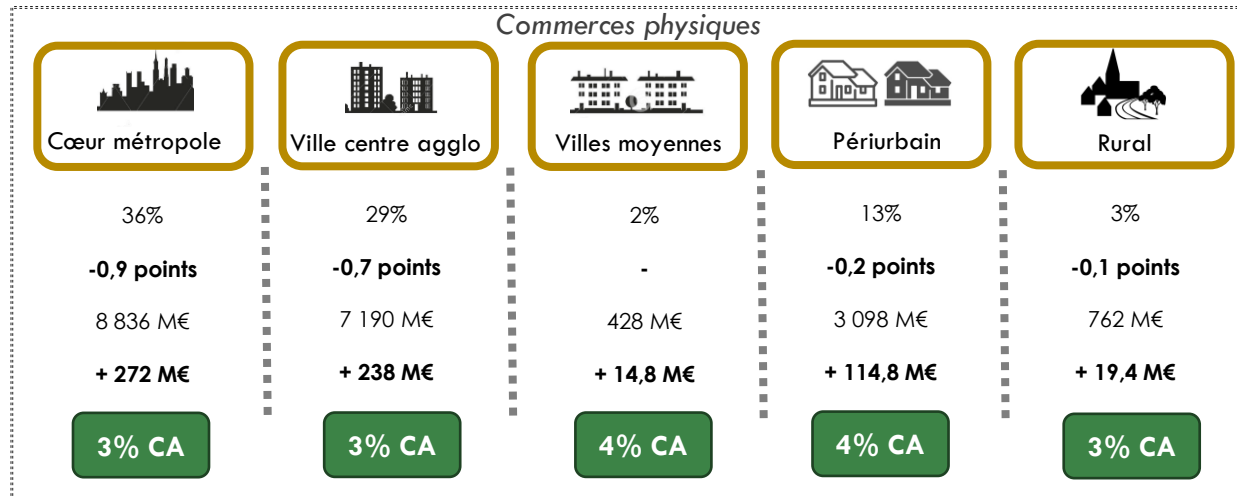 Commerces physiques
Cœur métropole
Ville centre agglo
Villes moyennes
Périurbain
Rural
36%
29%
2%
13%
3%
-0,9 points
-0,7 points
-
-0,2 points
-0,1 points
8 836 M€
7 190 M€
428 M€
3 098 M€
762 M€
+ 272 M€
+ 238 M€
+ 14,8 M€
+ 114,8 M€
+ 19,4 M€
3% CA
3% CA
4% CA
4% CA
3% CA